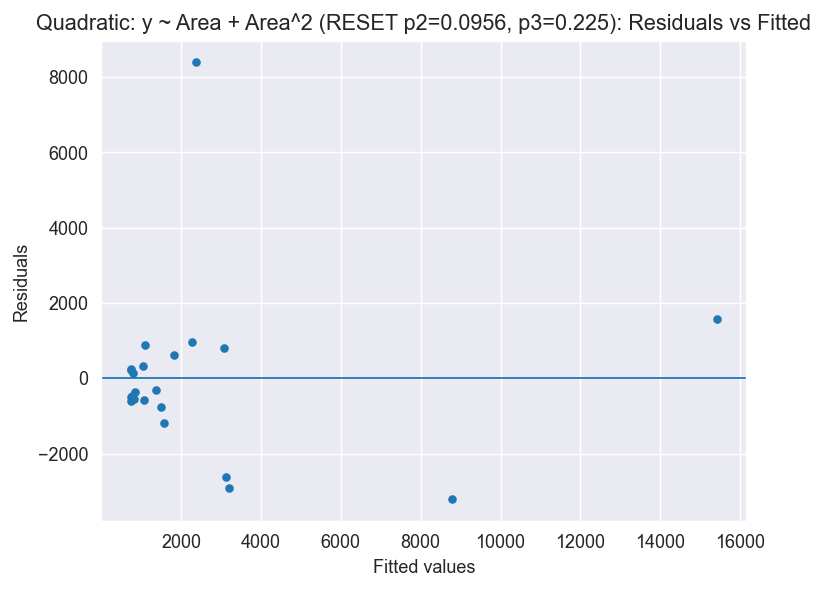 Quadratic: y ~ Area + Area^2 (RESET p2=0.0956, p3=0.225): Residuals vs Fitted
8000
6000
4000
2000
0
−2000
Residuals
2000 4000 6000 8000 10000 12000 14000 16000
Fitted values